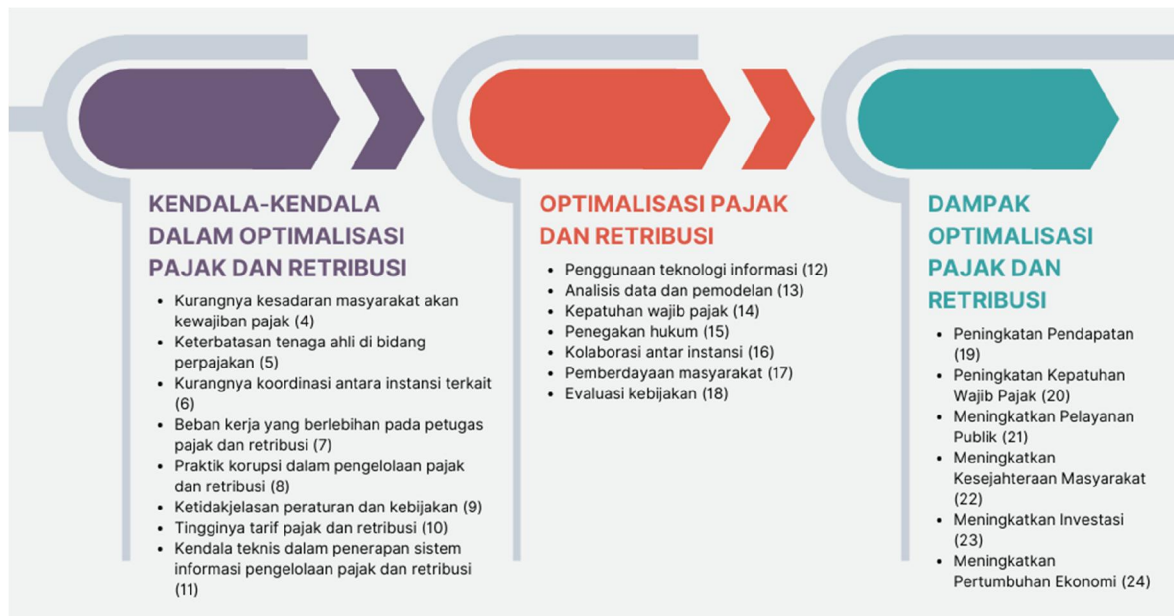 KENDALA-KENDALA
DALAM OPTIMALISASI
PAJAK DAN RETRIBUSI
• Kurangnya kesadaran masyarakat akan
kewajiban pajak (4)
• Keterbatasan tenaga ahli di bidang
perpajakan (5)
• Kurangnya koordinasi antara instansi terkait
(6)
• Beban kerja yang berlebihan pada petugas
pajak dan retribusi (7)
• Praktik korupsi dalam pengelolaan pajak
dan retribusi (8)
• Ketidakjelasan peraturan dan kebijakan (9)
• Tingginya tarif pajak dan retribusi (10)
• Kendala teknis dalam penerapan sistem
informasi pengelolaan pajak dan retribusi
(11)
OPTIMALISASI PAJAK
DAN RETRIBUSI
• Penggunaan teknologi informasi (12)
• Analisis data dan pemodelan (13)
• Kepatuhan wajib pajak (14)
• Penegakan hukum (15)
• Kolaborasi antar instansi (16)
• Pemberdayaan masyarakat (17)
• Evaluasi kebijakan (18)
DAMPAK
OPTIMALISASI
PAJAK DAN
RETRIBUSI
• Peningkatan Pendapatan
(19)
• Peningkatan Kepatuhan
Wajib Pajak (20)
• Meningkatkan Pelayanan
Publik (21)
• Meningkatkan
Kesejahteraan Masyarakat
(22)
• Meningkatkan Investasi
(23)
• Meningkatkan
Pertumbuhan Ekonomi (24)